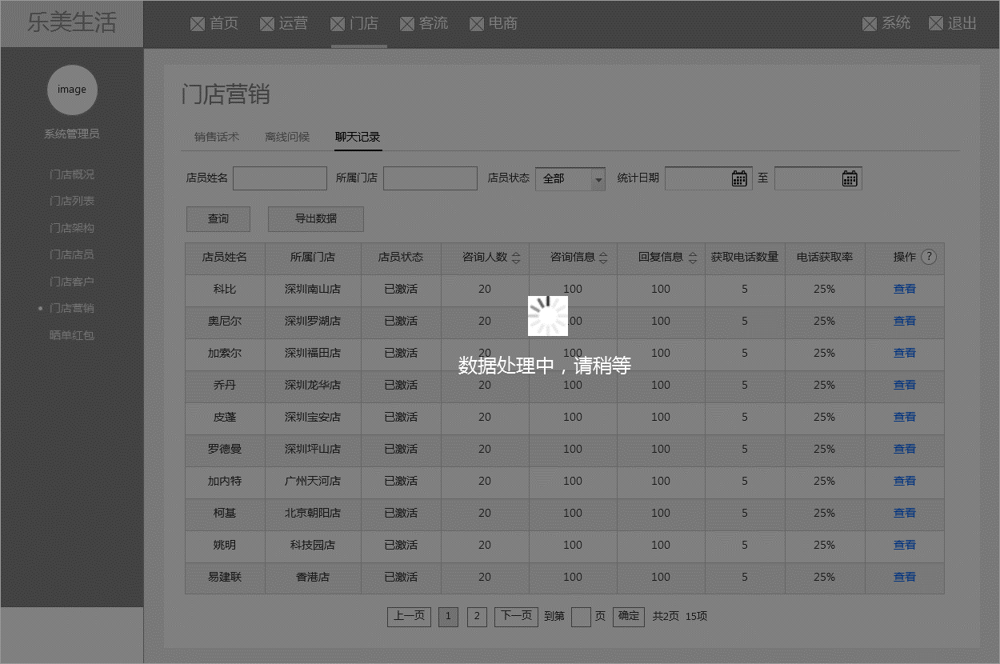 乐美生活
首页 运营 门店 客流 电商 系统 退出
image
系统管理员
门店概况
门店列表
门店架构
门店店员
门店客户
门店营销
晒单红包
门店营销
销售话术 离线问候 聊天记录
店员姓名 所属门店 店员状态 全部 统计日期 至
查询 导出数据
店员姓名 所属门店 店员状态 咨询人数 咨询信息 回复信息 获取电话数量 电话获取率 操作 ?
科比 深圳南山店 已激活 20 100 100 5 25% 查看
奥尼尔 深圳罗湖店 已激活 20 00 100 5 25% 查看
加索尔 深圳福田店 已激活 20 100 100 5 25% 查看
数据处理中，请稍等
乔丹 深圳龙华店 已激活 20 100 100 5 25% 查看
皮蓬 深圳宝安店 已激活 20 100 100 5 25% 查看
罗德曼 深圳坪山店 已激活 20 100 100 5 25% 查看
加内特 广州天河店 已激活 20 100 100 5 25% 查看
柯基 北京朝阳店 已激活 20 100 100 5 25% 查看
姚明 科技园店 已激活 20 100 100 5 25% 查看
易建联 香港店 已激活 20 100 100 5 25% 查看
上一页 1 2 下一页 到第 页 确定 共2页 15项